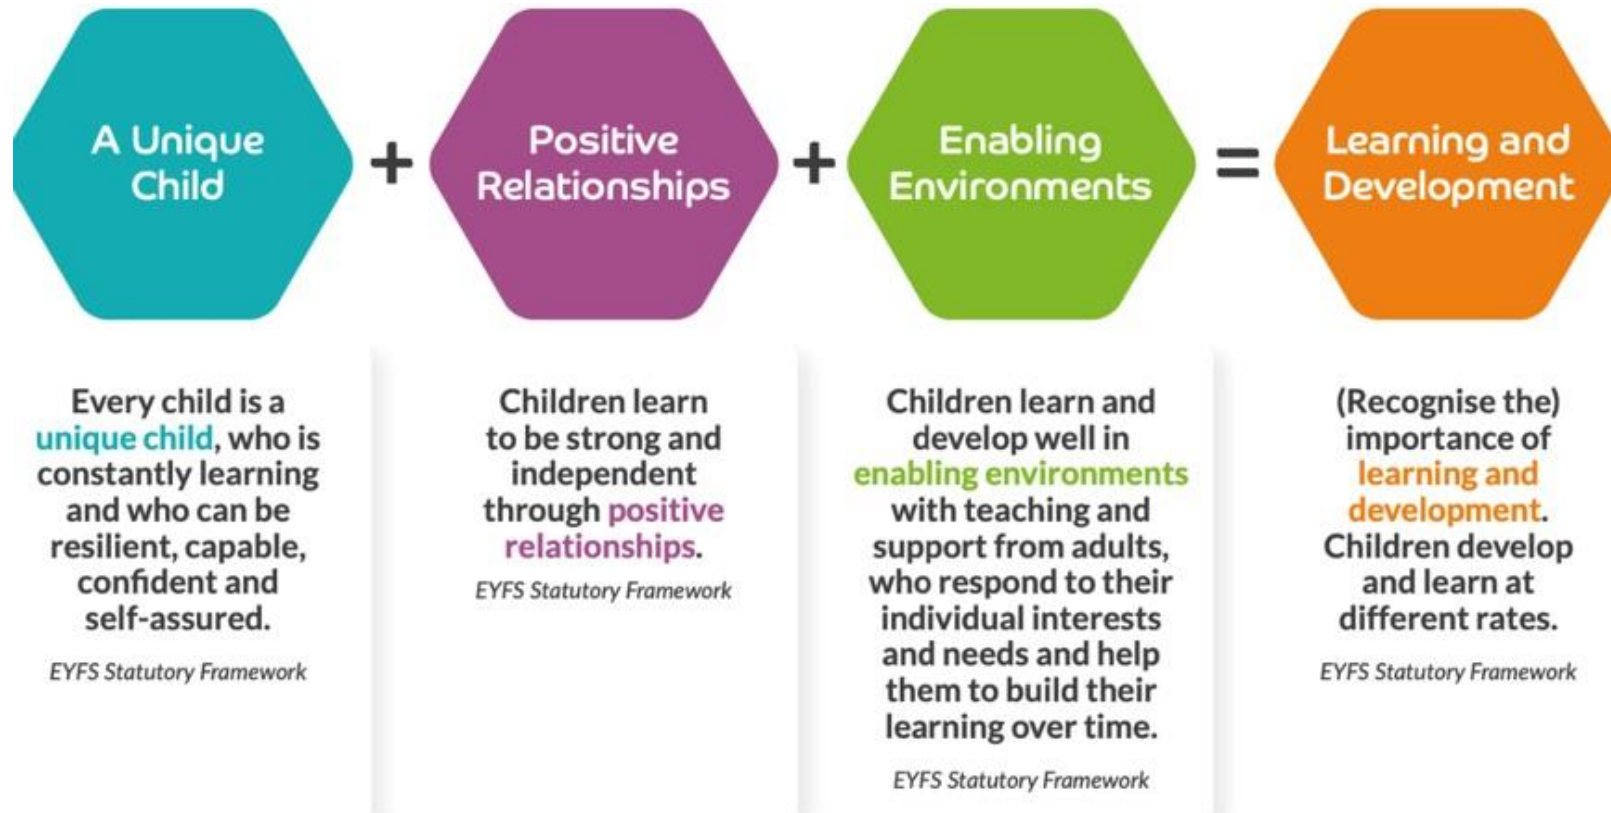 A Unique
Child
+
Positive
Relationships
+
Enabling
Environments
=
Learning and
Development
Every child is a
unique child, who is
constantly learning
and who can be
resilient, capable,
confident and
self-assured.
EYFS Statutory Framework
Children learn
to be strong and
independent
through positive
relationships.
EYFS Statutory Framework
Children learn and
develop well in
enabling environments
with teaching and
support from adults,
who respond to their
individual interests
and needs and help
them to build their
learning over time.
EYFS Statutory Framework
(Recognise the)
importance of
learning and
development.
Children develop
and learn at
different rates.
EYFS Statutory Framework